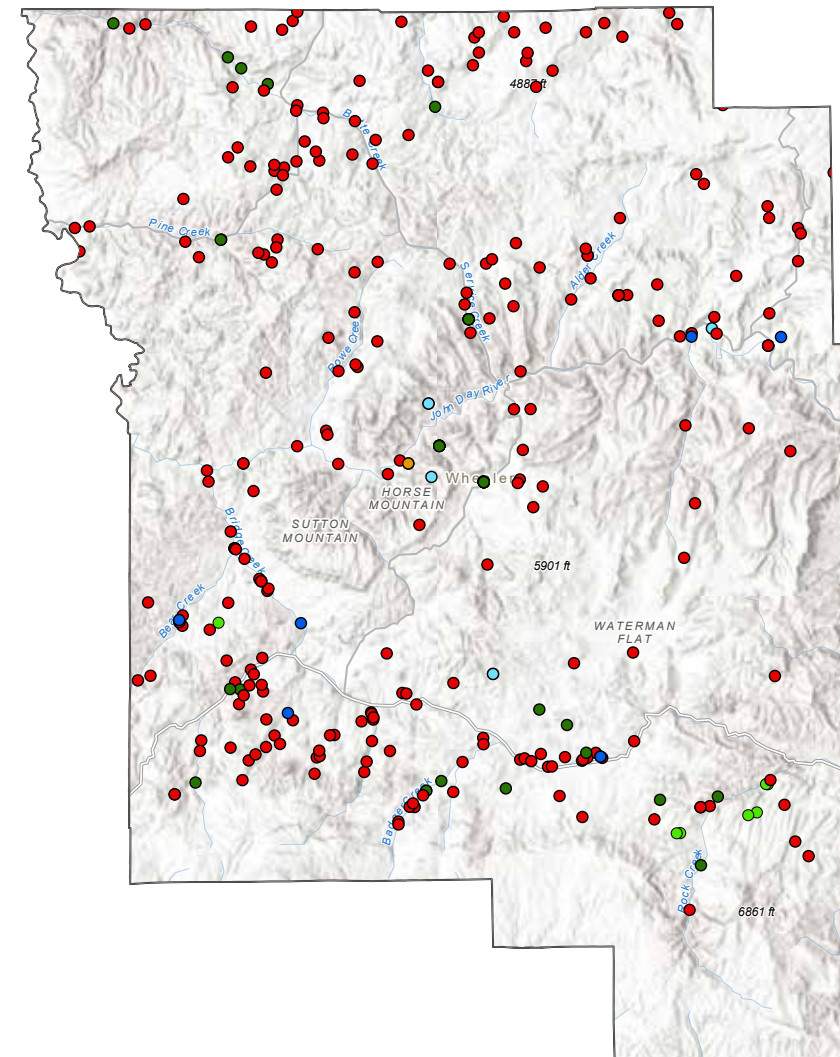 4887 ft
Butte Creek
Pine Creek
Alder Creek
Service Creek
Rowe Cree
John Day River
Wheeler
HORSE
MOUNTAIN
SUTTON
MOUNTAIN
Bridge Creek
5901 ft
Bear Creek
WATERMAN
FLAT
Badger Creek
Rock Creek
6861 ft